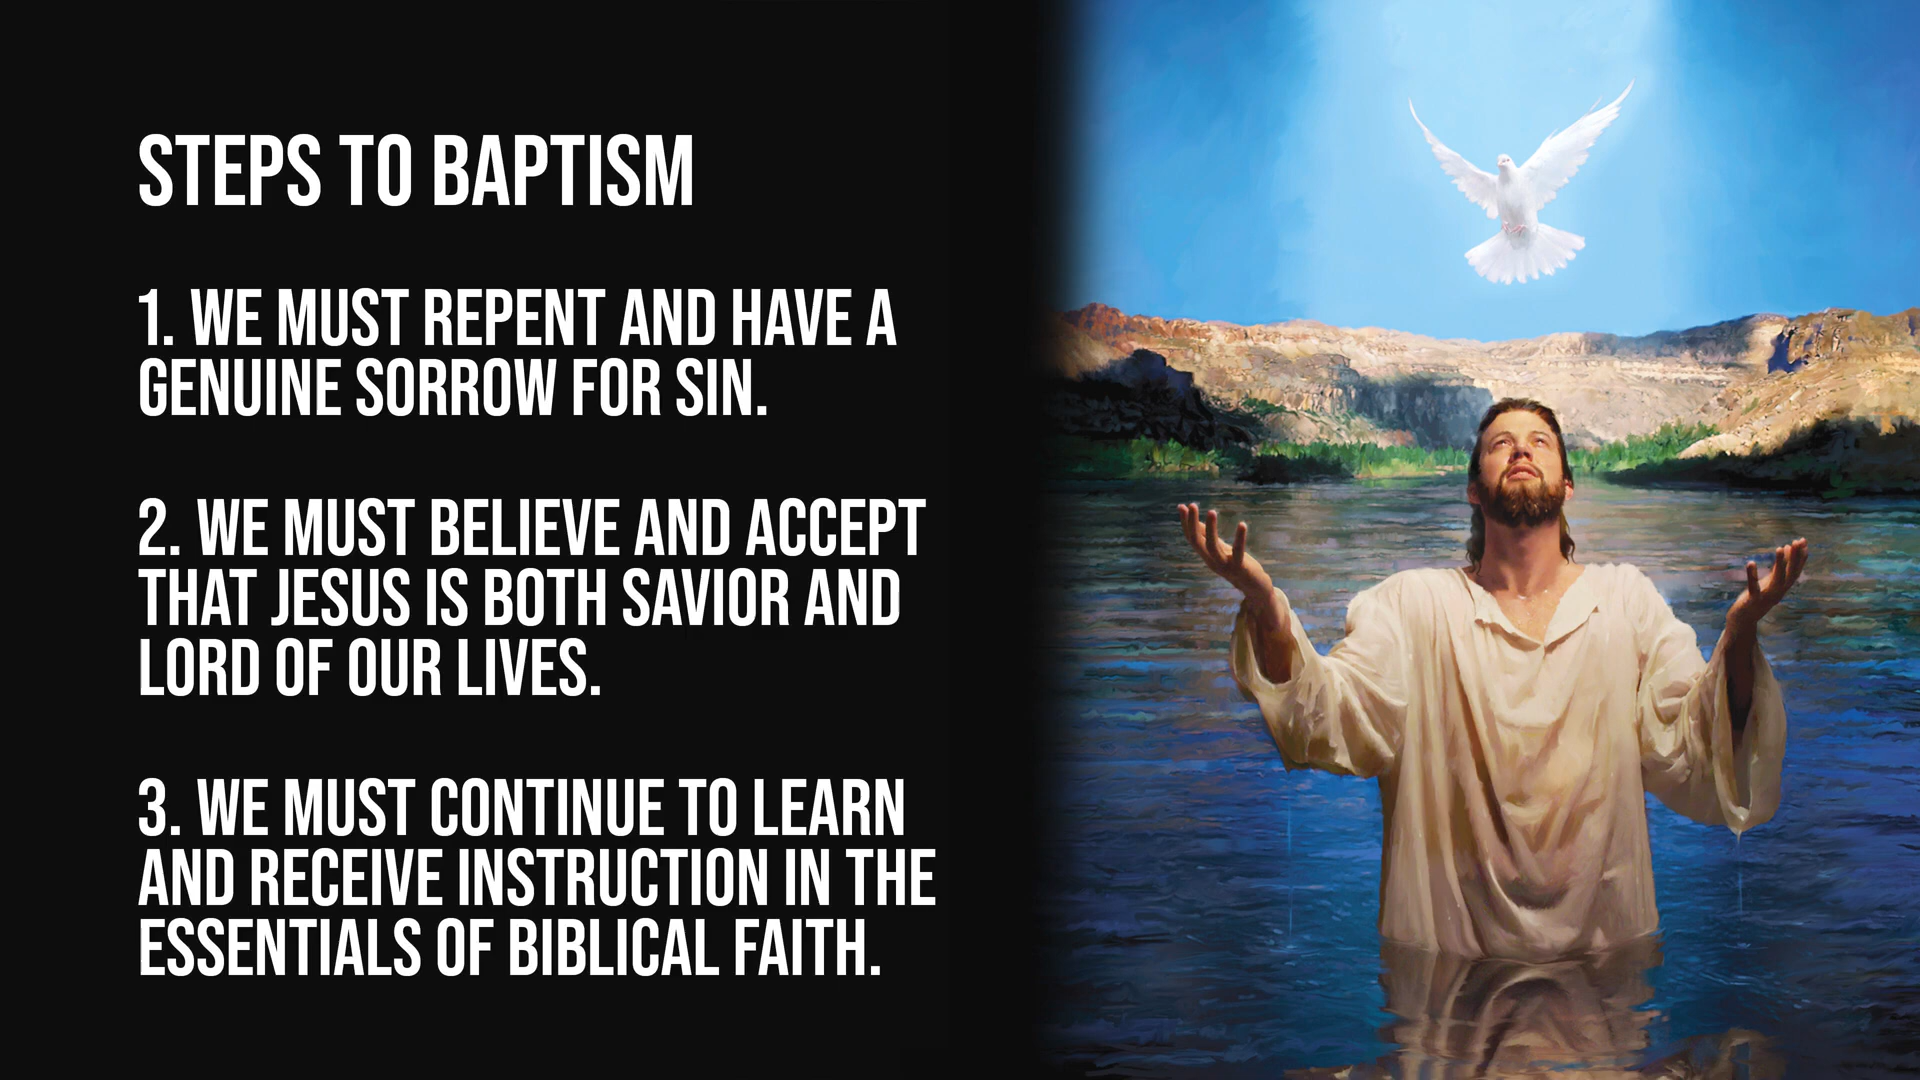 STEPS TO BAPTISM
1. WE MUST REPENT AND HAVE A
GENUINE SORROW FOR SIN.
2. WE MUST BELIEVE AND ACCEPT
THAT JESUS IS BOTH SAVIOR AND
LORD OF OUR LIVES.
3. WE MUST CONTINUE TO LEARN
AND RECEIVE INSTRUCTION IN THE
ESSENTIALS OF BIBLICAL FAITH.